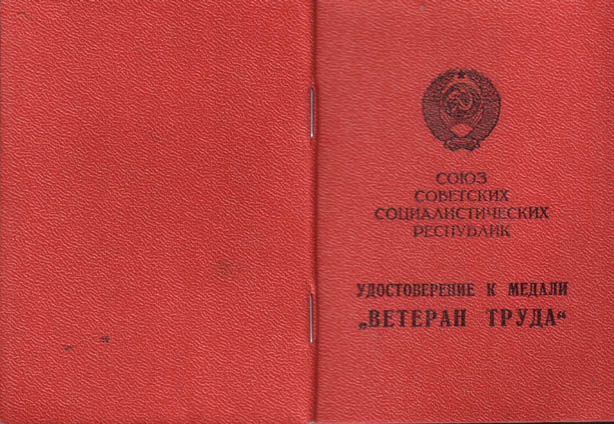 СОЮЗ
СОВЕТСКИХ
СОЦИАЛИСТИЧЕСКИХ
РЕСПУБЛИК
УДОСТОВЕРЕНИЕ К МЕДАЛИ
„ВЕТЕРАН ТРУДА“